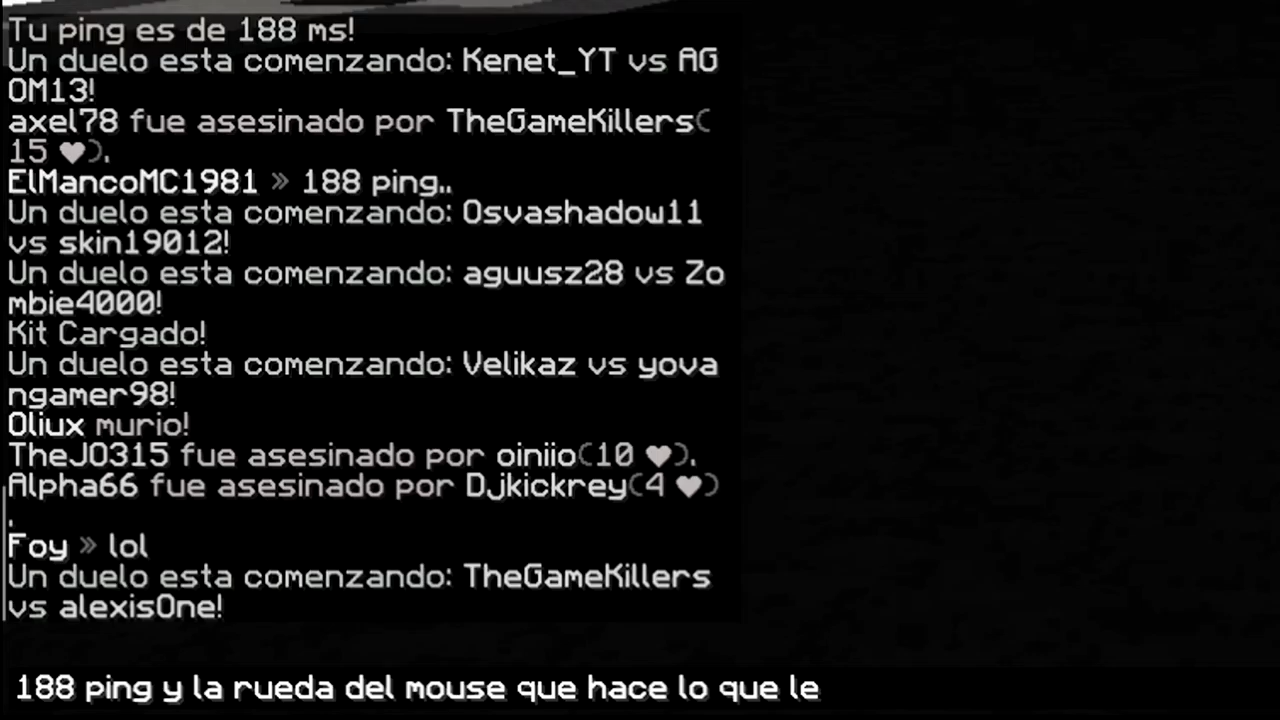 Tu ping es de 188 ms!
Un duelo esta comenzando: Kenet_YT vs AG
OM13!
axel78 fue asesinado por TheGameKillers(
15 ♥).
ElMancoMC1981 » 188 ping..
Un duelo esta comenzando: Osvashadow11
vs skin19012!
Un duelo esta comenzando: aguusz28 vs Zo
mbie4000!
Kit Cargado!
Un duelo esta comenzando: Velikaz vs yova
ngamer98!
Oliux murio!
TheJO315 fue asesinado por oiniio(10 ♥).
Alpha66 fue asesinado por Djkickrey(4 ♥)
.
Foy » lol
Un duelo esta comenzando: TheGameKillers
vs alexisOne!
188 ping y la rueda del mouse que hace lo que le